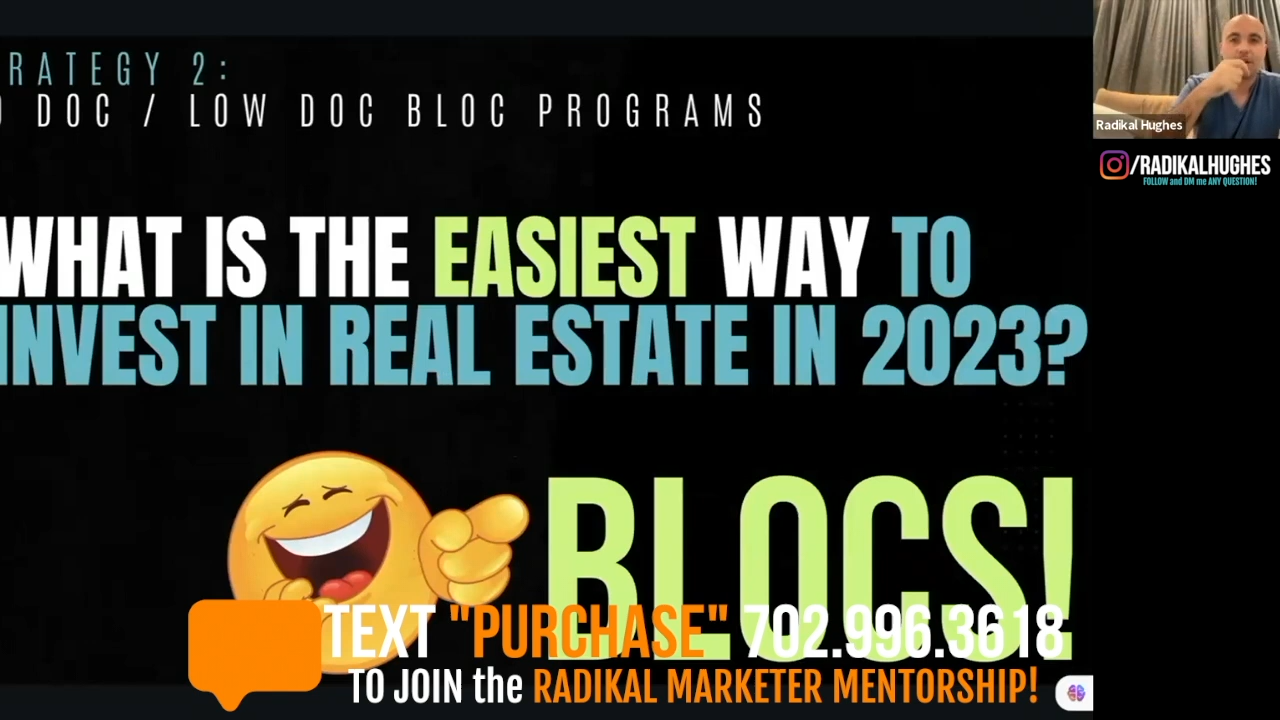 RATEGY 2:
DOC / LOW DOC BLOC PROGRAMS
WHAT IS THE EASIEST WAY TO
INVEST IN REAL ESTATE IN 2023?
BLOCS!
TEXT "PURCHASE" 702.996.3618
TO JOIN the RADIKAL MARKETER MENTORSHIP!
Radikal Hughes
/RADIKALHUGHES
FOLLOW and DM me ANY QUESTION!